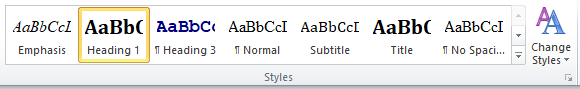 AaBbCcL AaBbC AaBbCc AaBbCcI AaBbCcI AaBbC AaBbCcI
Emphasis Heading 1 ¶ Heading 3 ¶ Normal Subtitle Title ¶ No Spaci... Change Styles
Styles